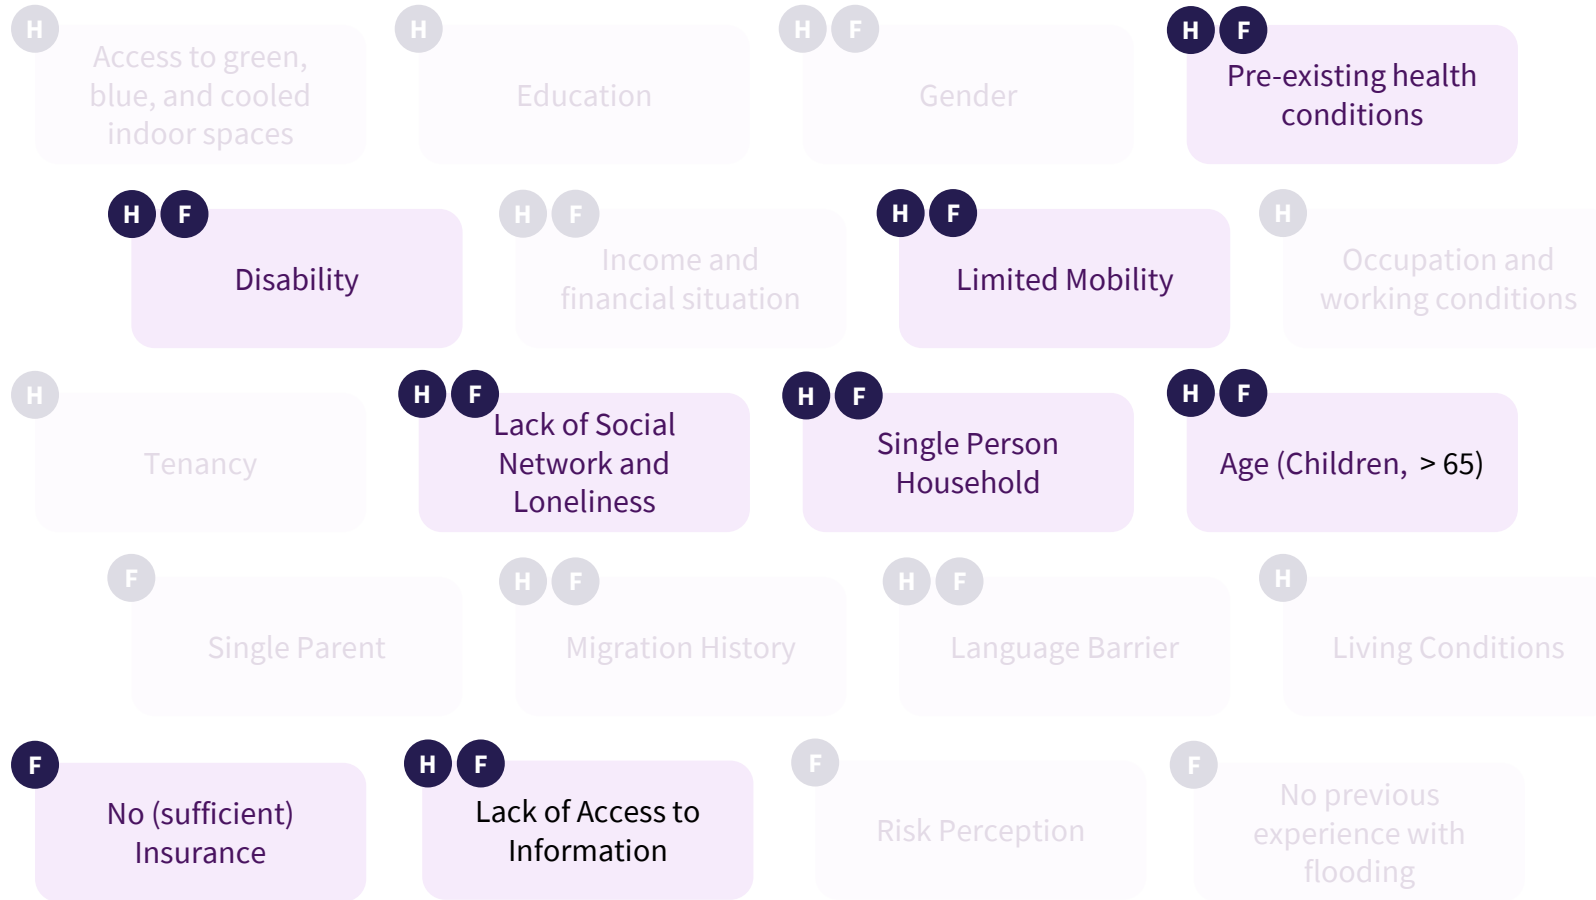 H
Access to green,
blue, and cooled
indoor spaces
H
Education
H F
Gender
H F
Pre-existing health
conditions
H F
Disability
H F
Income and
financial situation
H F
Limited Mobility
H
Occupation and
working conditions
H
Tenancy
H F
Lack of Social
Network and
Loneliness
H F
Single Person
Household
H F
Age (Children, > 65)
F
Single Parent
H F
Migration History
H F
Language Barrier
H
Living Conditions
F
No (sufficient)
Insurance
H F
Lack of Access to
Information
F
Risk Perception
F
No previous
experience with
flooding